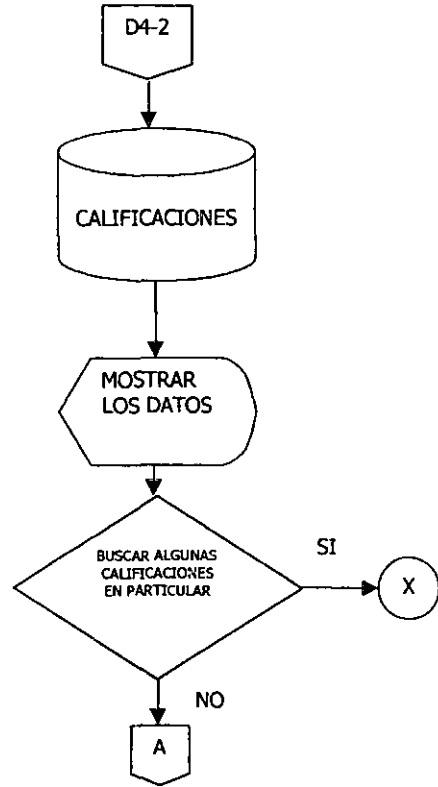 D4-2
CALIFICACIONES
MOSTRAR
LOS DATOS
BUSCAR ALGUNAS
CALIFICACIONES
EN PARTICULAR
SI
X
NO
A